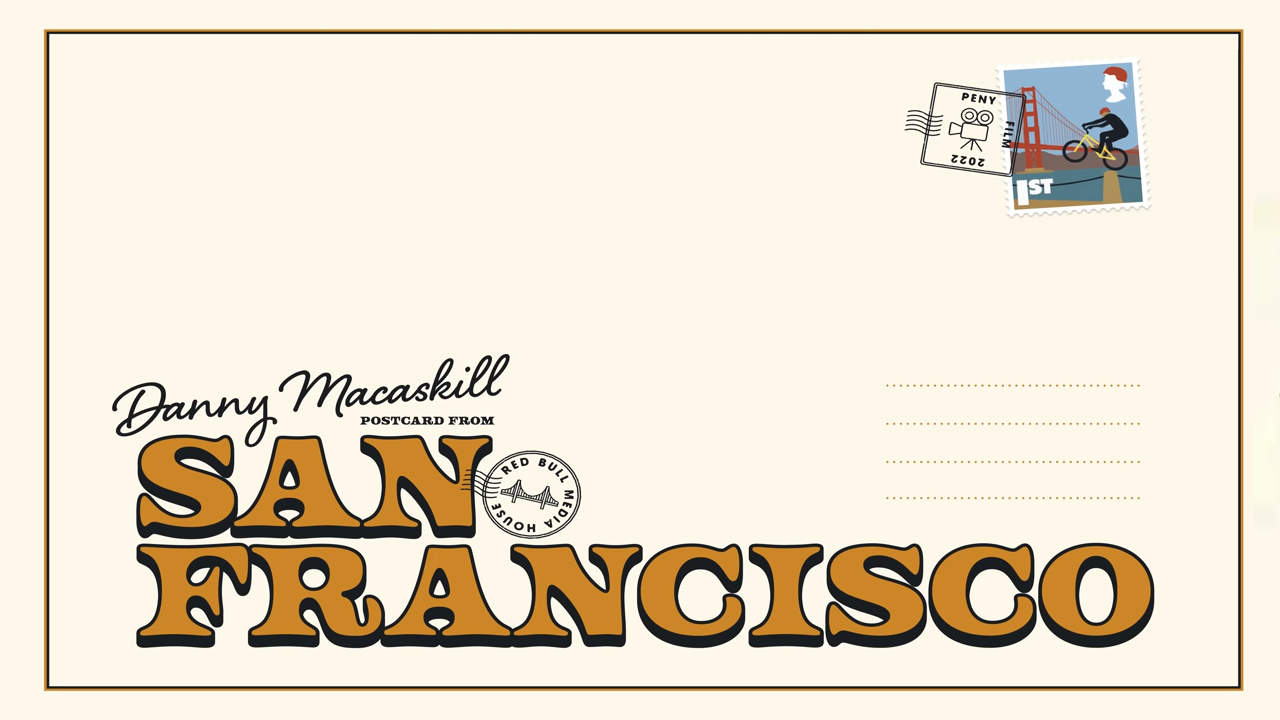 PENY
FILM
2022
1ST
Danny Macaskill
POSTCARD FROM
SAN
RED BULL MEDIA HOUSE
FRANCISCO